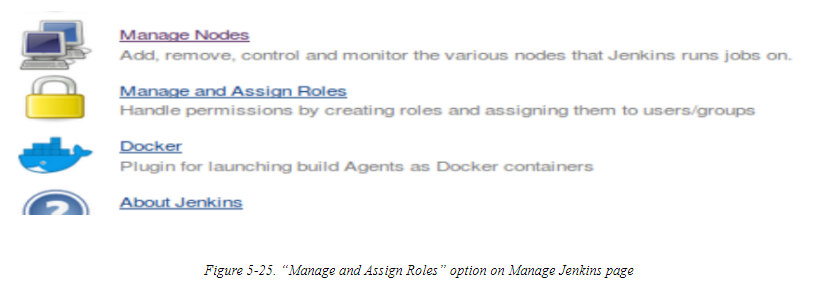 Manage Nodes
Add, remove, control and monitor the various nodes that Jenkins runs jobs on.
Manage and Assign Roles
Handle permissions by creating roles and assigning them to users/groups
Docker
Plugin for launching build Agents as Docker containers
?
About Jenkins
Figure 5-25. “Manage and Assign Roles” option on Manage Jenkins page